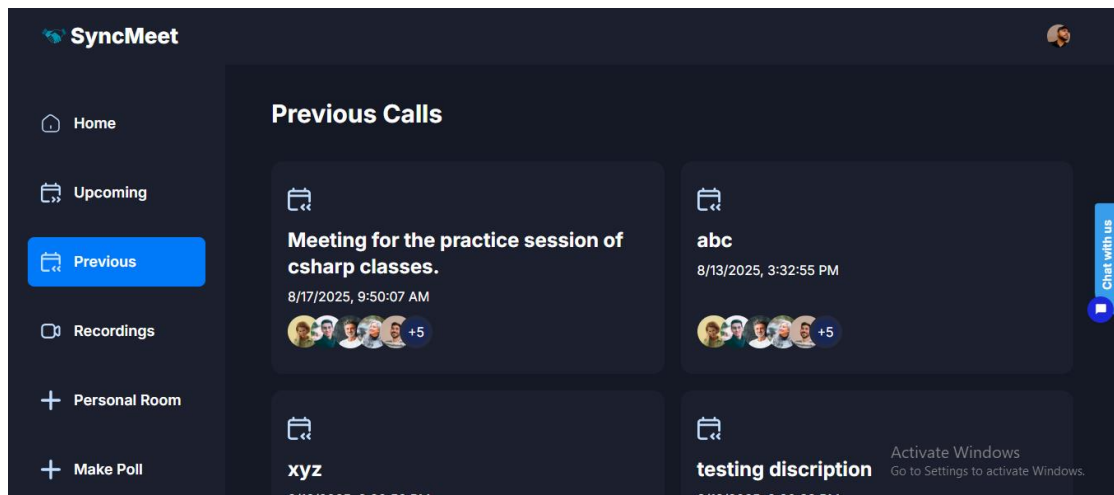 SyncMeet
Home
Upcoming
Previous
Recordings
Personal Room
Make Poll
Previous Calls
Meeting for the practice session of
csharp classes.
8/17/2025, 9:50:07 AM
+5
abc
8/13/2025, 3:32:55 PM
+5
xyz
testing discription
Chat with us
Activate Windows
Go to Settings to activate Windows.